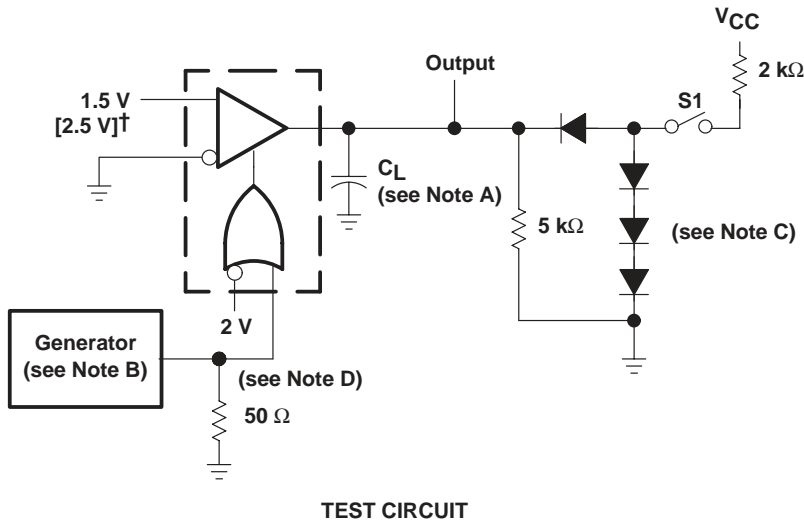 VCC
2 kΩ
S1
Output
1.5 V
[2.5 V]†
CL
(see Note A)
5 kΩ
(see Note C)
2 V
Generator
(see Note B)
(see Note D)
50 Ω
TEST CIRCUIT